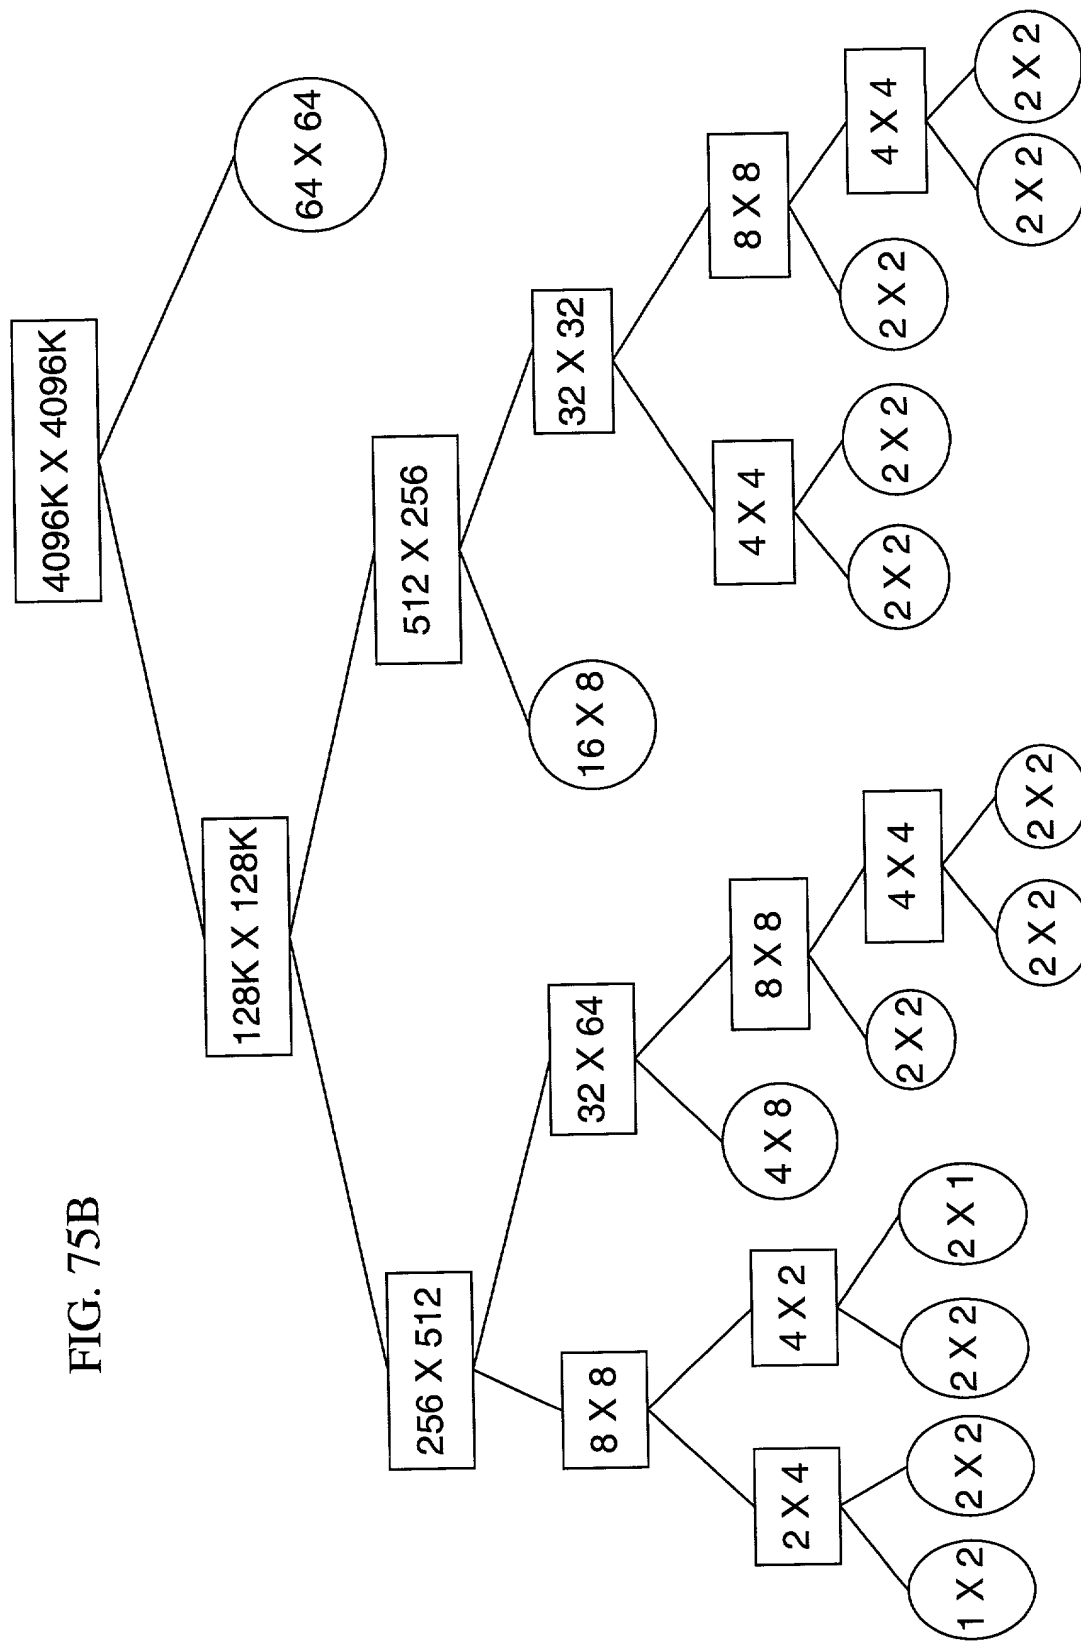 FIG. 75B
4096K X 4096K
128K X 128K
64 X 64
256 X 512
512 X 256
8 X 8
32 X 64
16 X 8
32 X 32
2 X 4
4 X 2
4 X 8
8 X 8
4 X 4
8 X 8
1 X 2
2 X 2
2 X 2
2 X 1
2 X 2
4 X 4
2 X 2
2 X 2
2 X 2
4 X 4
2 X 2
2 X 2
2 X 2
2 X 2